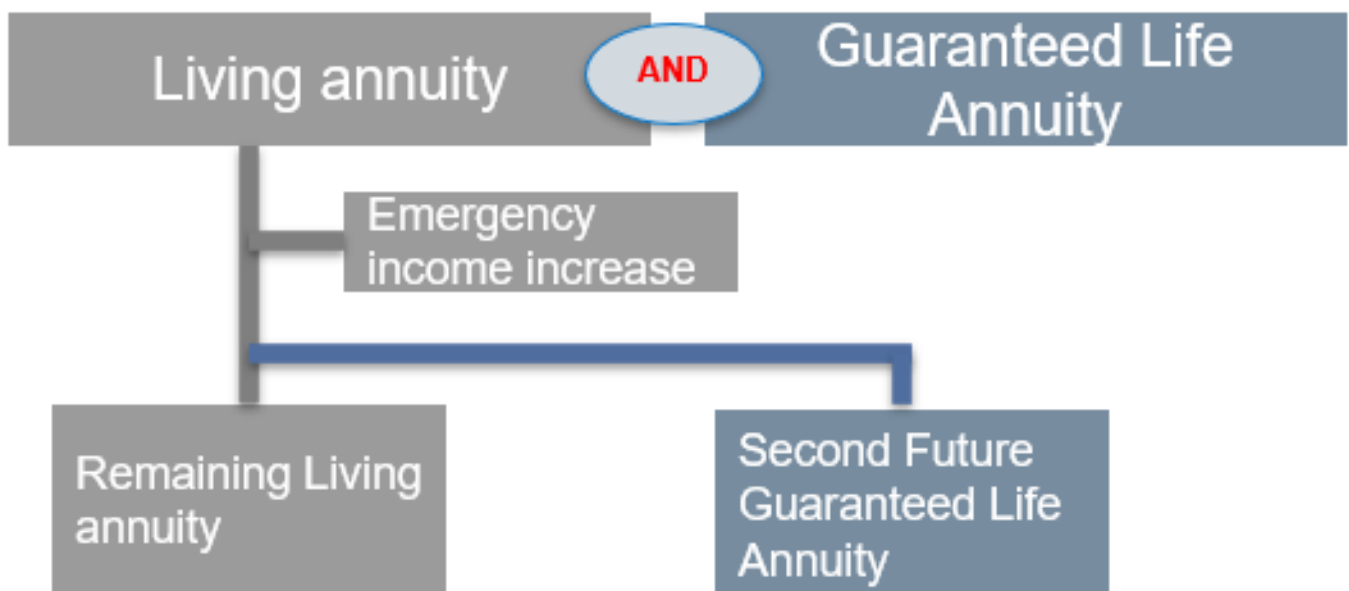 Living annuity
AND
Guaranteed Life
Annuity
Emergency
income increase
Remaining Living
annuity
Second Future
Guaranteed Life
Annuity